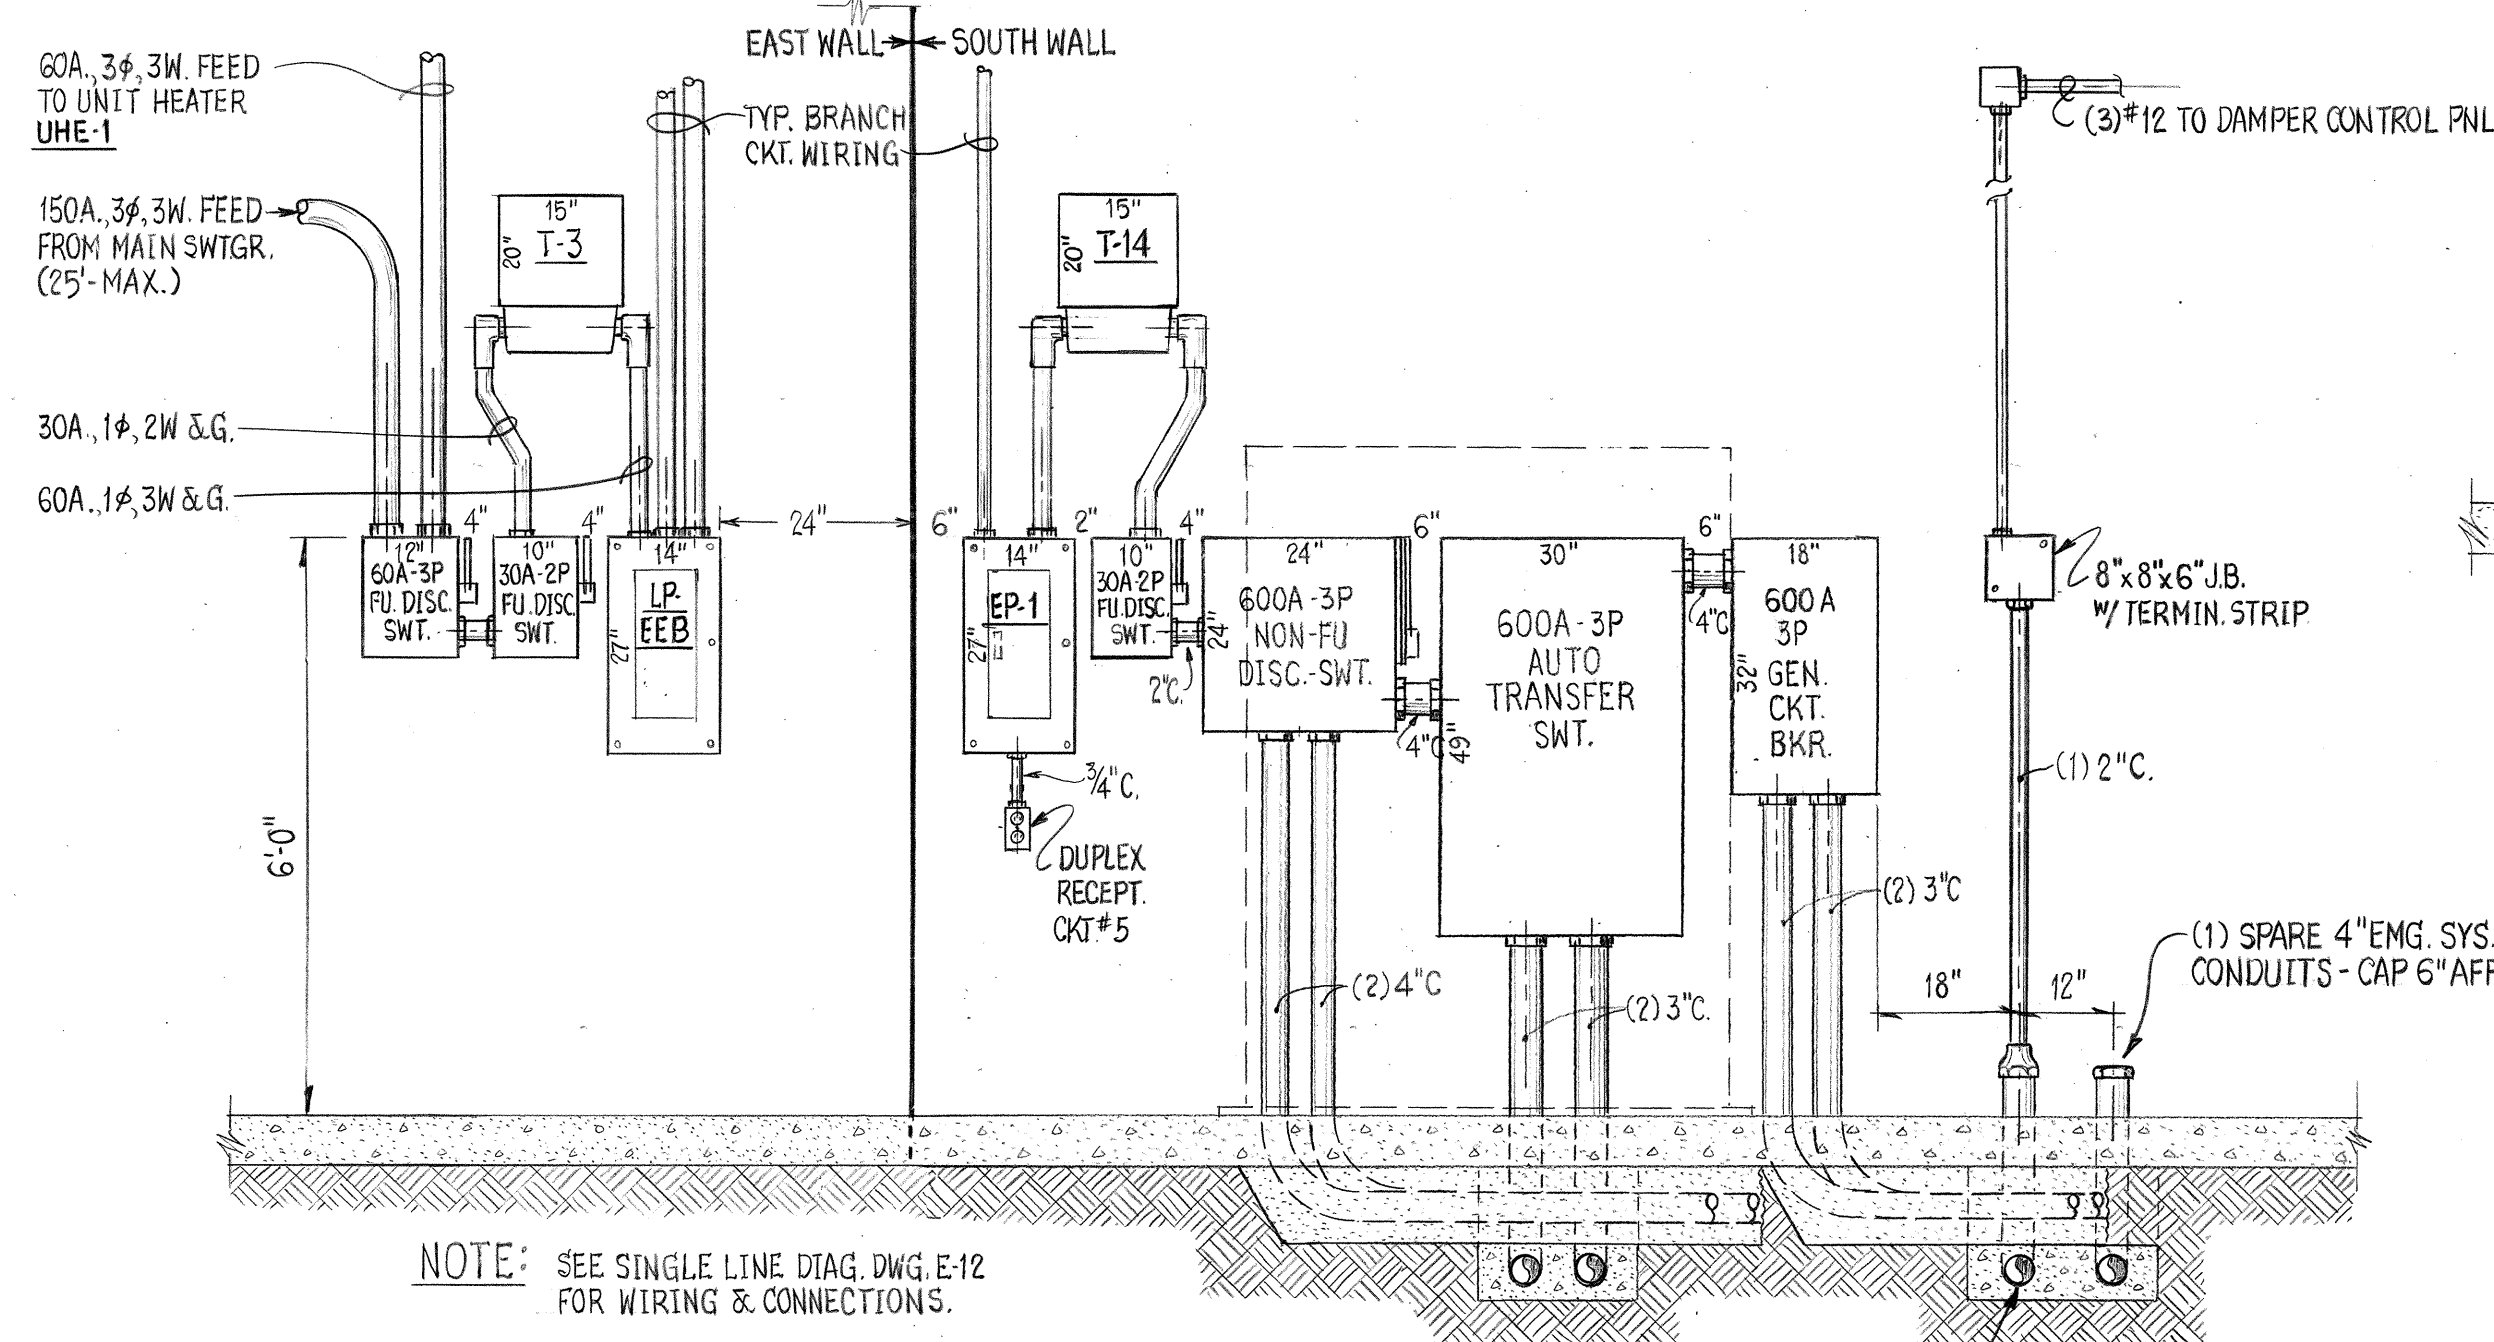 EAST WALL
SOUTH WALL
60A., 3ø, 3W. FEED
TO UNIT HEATER
UHE-1
TYP. BRANCH
CKT. WIRING
(3)#12 TO DAMPER CONTROL PNL
150A., 3ø, 3W. FEED
FROM MAIN SWTGR.
(25'-MAX.)
15"
20"
T-3
15"
20"
T-14
30A., 1ø, 2W & G.
60A., 1ø, 3W & G.
4"
4"
24"
6"
2"
4"
6"
6"
12"
60A-3P
FU. DISC.
SWT.
10"
30A-2P
FU. DISC.
SWT.
14"
LP-
EEB
27"
14"
EP-1
27"
10"
30A-2P
FU. DISC.
SWT.
2"C.
24"
24"
600A-3P
NON-FU
DISC.-SWT.
4"C
30"
49"
600A-3P
AUTO
TRANSFER
SWT.
4"C
18"
32"
600A
3P
GEN.
CKT.
BKR.
8"x8"x6" J.B.
W/ TERMIN. STRIP
(1) 2"C.
3/4"C.
DUPLEX
RECEPT.
CKT.#5
6'-0"
(2) 4"C
(2) 3"C.
(2) 3"C
18"
12"
(1) SPARE 4" EMG. SYS.
CONDUITS - CAP 6" AFF
NOTE: SEE SINGLE LINE DIAG. DWG. E-12
FOR WIRING & CONNECTIONS.